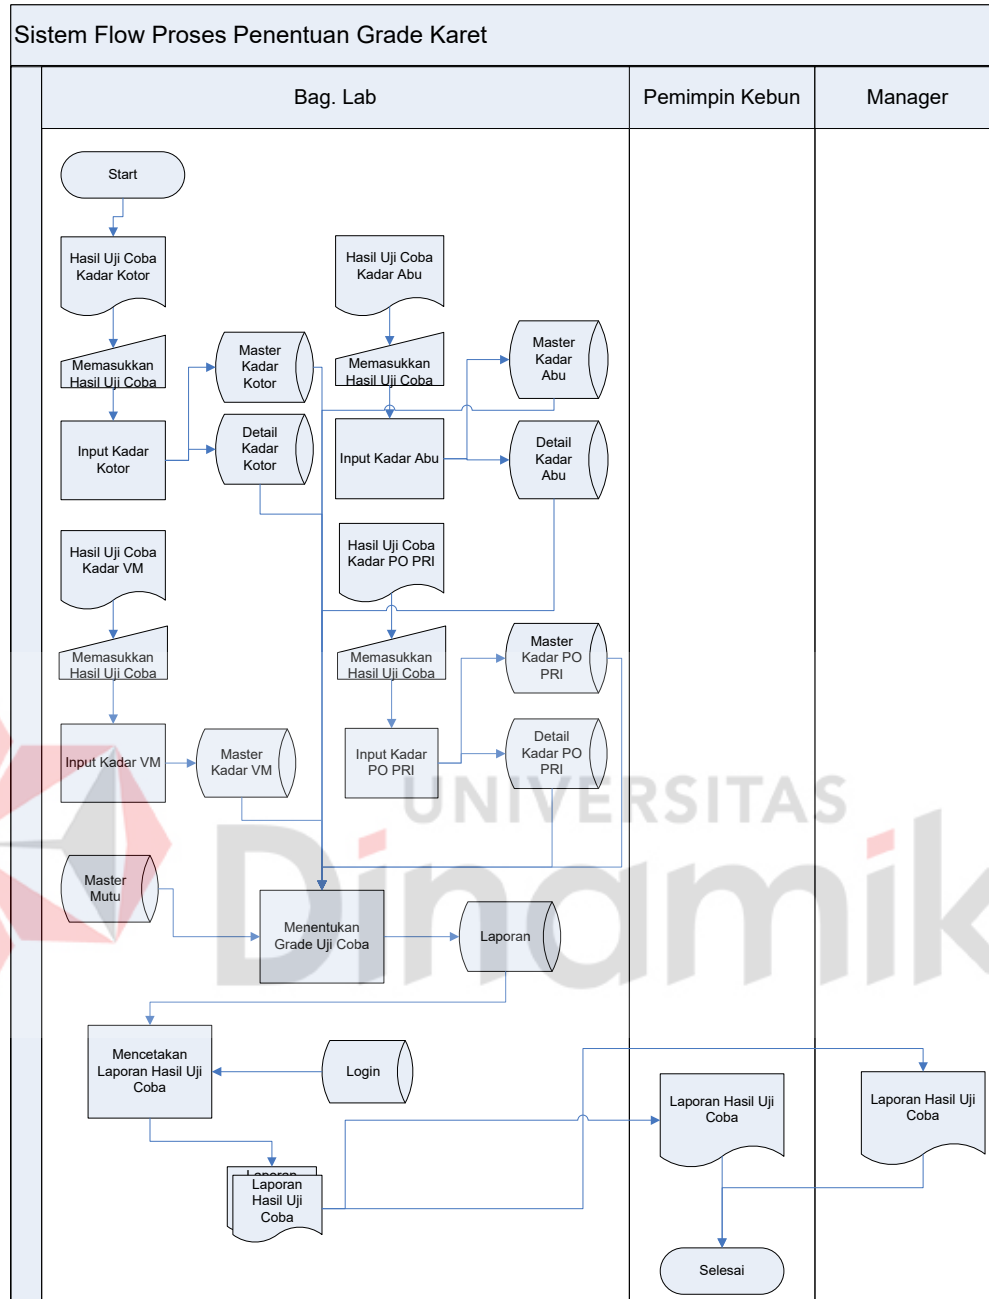 Sistem Flow Proses Penentuan Grade Karet
Bag. Lab
Pemimpin Kebun
Manager
Start
Hasil Uji Coba
Kadar Kotor
Hasil Uji Coba
Kadar Abu
Memasukkan
Hasil Uji Coba
Master
Kadar
Kotor
Memasukkan
Hasil Uji Coba
Master
Kadar
Abu
Input Kadar
Kotor
Detail
Kadar
Kotor
Input Kadar Abu
Detail
Kadar
Abu
Hasil Uji Coba
Kadar VM
Hasil Uji Coba
Kadar PO PRI
Memasukkan
Hasil Uji Coba
Memasukkan
Hasil Uji Coba
Master
Kadar PO
PRI
Input Kadar VM
Master
Kadar VM
Input Kadar
PO PRI
Detail
Kadar PO
PRI
UNIVERSITAS
Dinamik
Master
Mutu
Menentukan
Grade Uji Coba
Laporan
Mencetakan
Laporan Hasil Uji
Coba
Login
Laporan Hasil Uji
Coba
Laporan Hasil Uji
Coba
Laporan
Laporan
Hasil Uji
Coba
Selesai